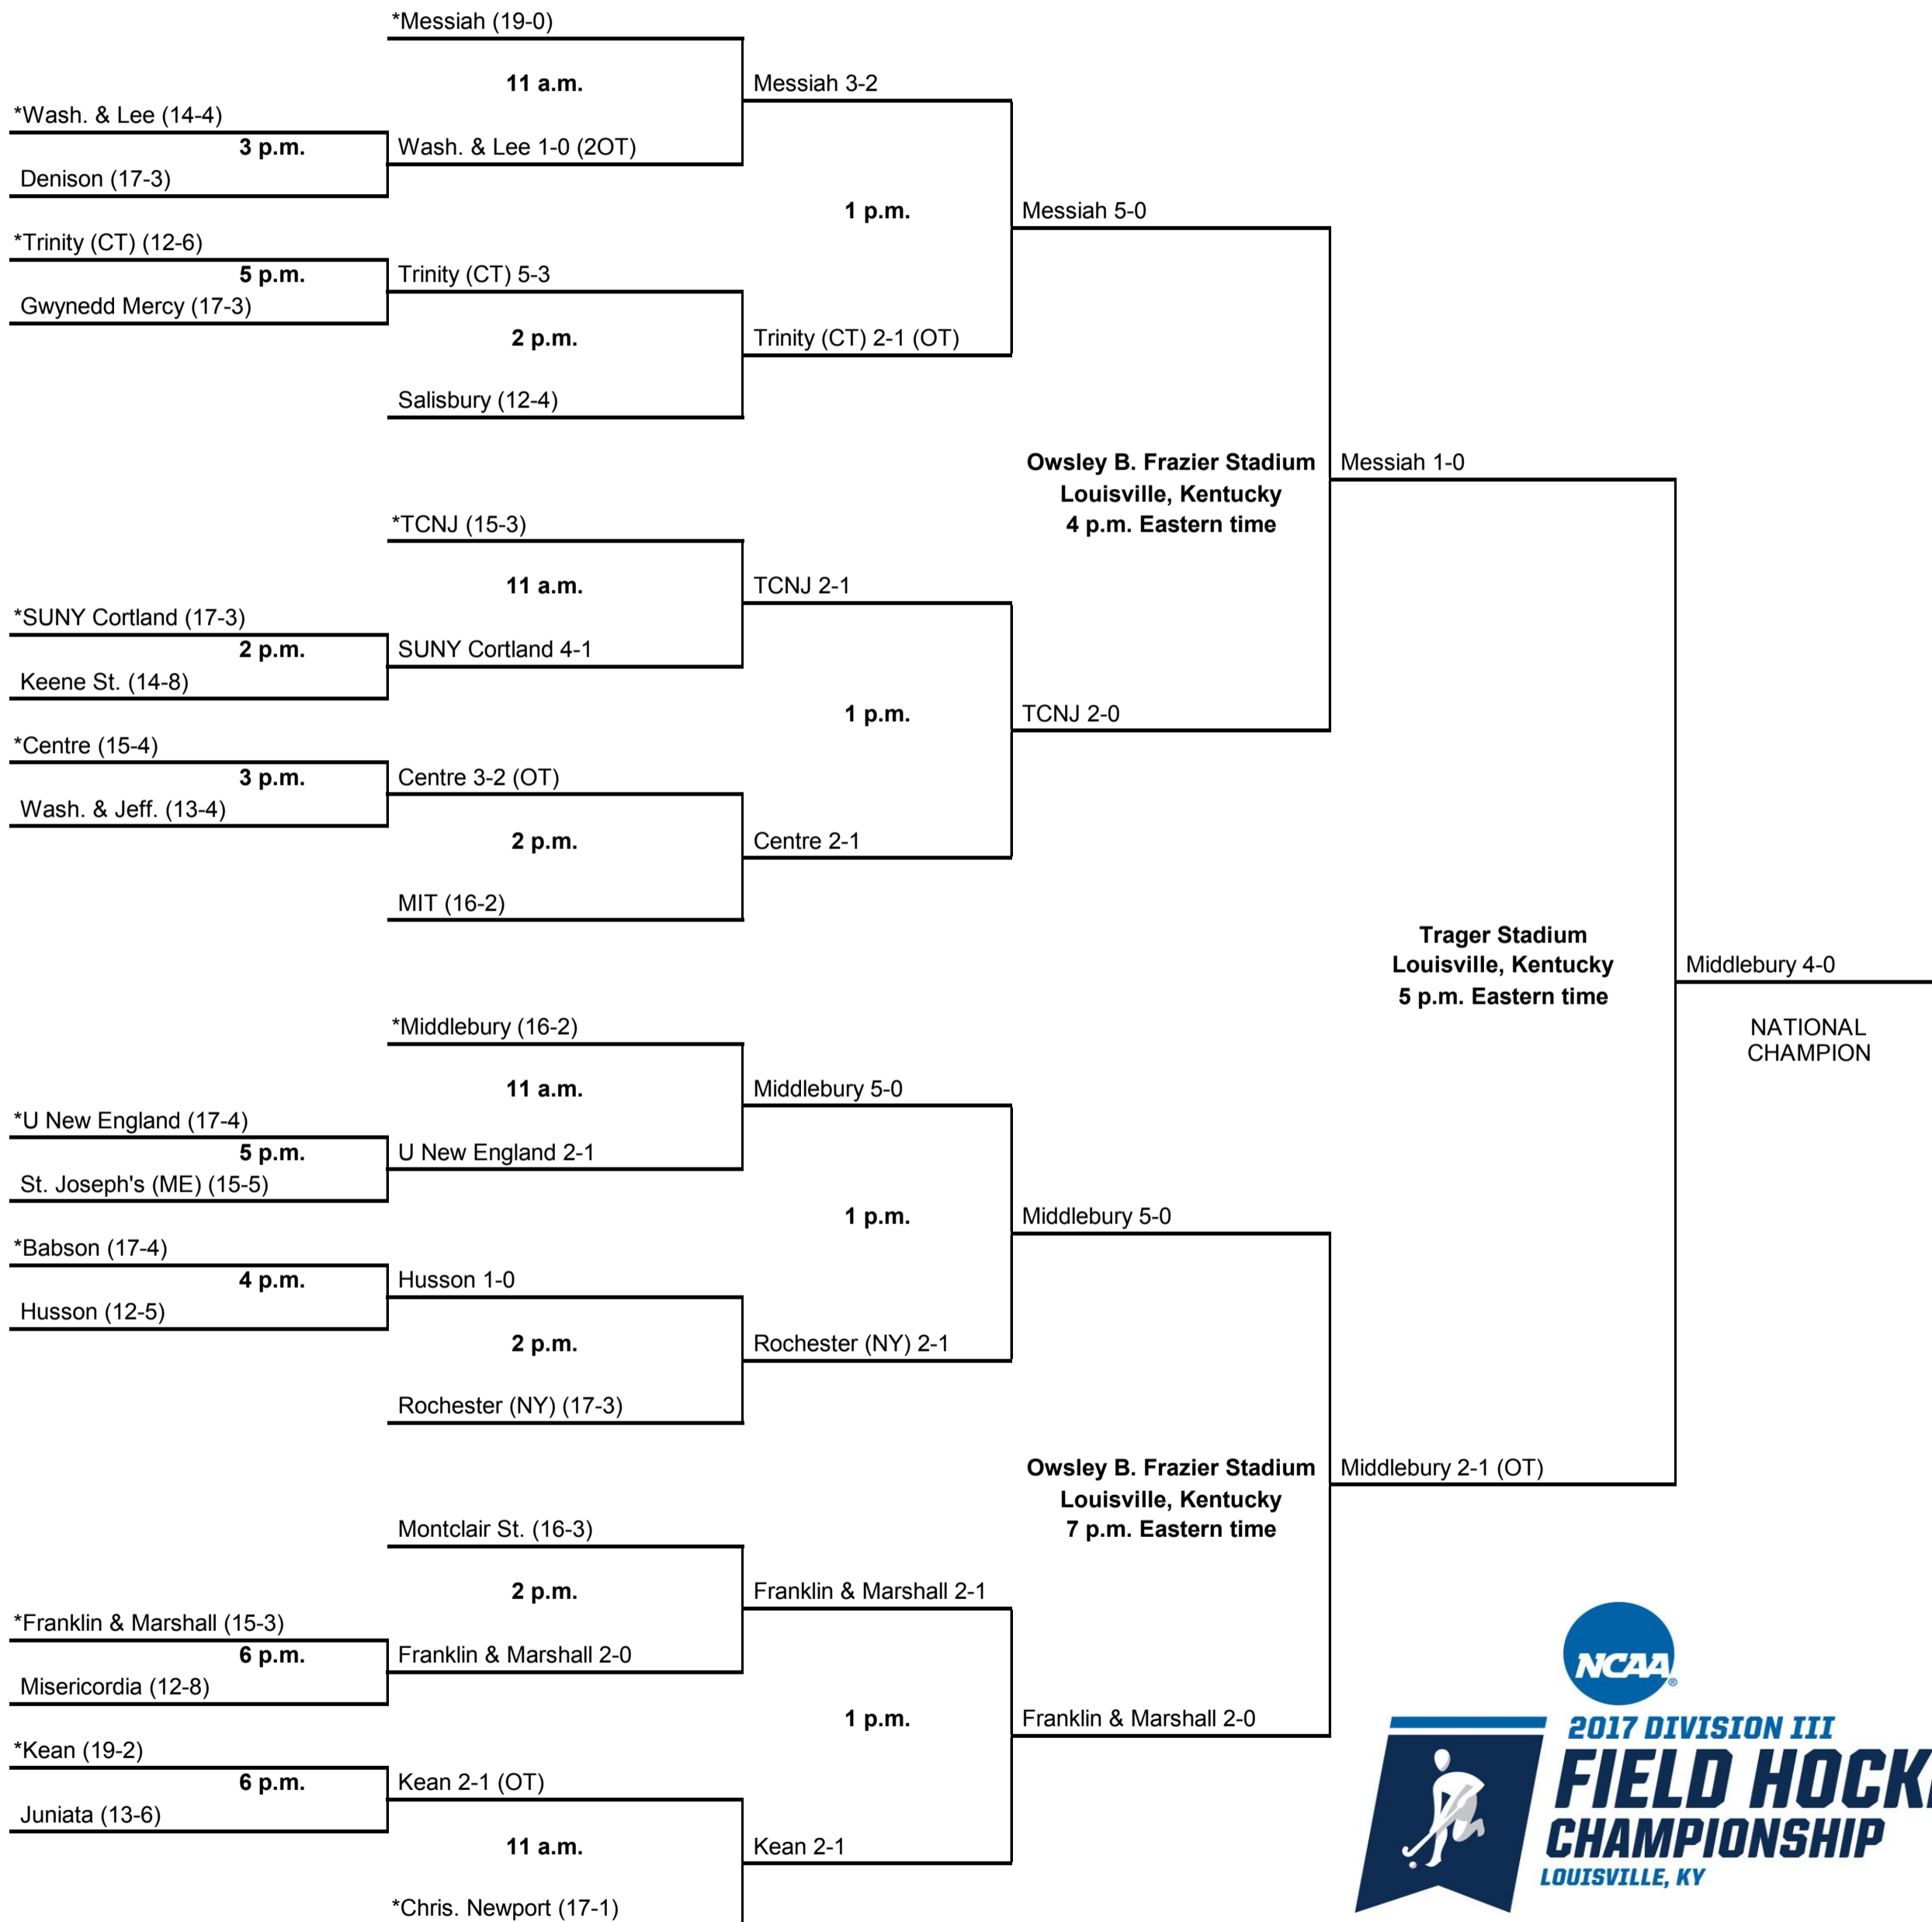 *Messiah (19-0)
11 a.m.
Messiah 3-2
*Wash. & Lee (14-4)
3 p.m.
Wash. & Lee 1-0 (2OT)
Denison (17-3)
1 p.m.
Messiah 5-0
*Trinity (CT) (12-6)
5 p.m.
Trinity (CT) 5-3
Gwynedd Mercy (17-3)
2 p.m.
Trinity (CT) 2-1 (OT)
Salisbury (12-4)
Owsley B. Frazier Stadium
Louisville, Kentucky
4 p.m. Eastern time
Messiah 1-0
*TCNJ (15-3)
11 a.m.
TCNJ 2-1
*SUNY Cortland (17-3)
2 p.m.
SUNY Cortland 4-1
Keene St. (14-8)
1 p.m.
TCNJ 2-0
*Centre (15-4)
3 p.m.
Centre 3-2 (OT)
Wash. & Jeff. (13-4)
2 p.m.
Centre 2-1
MIT (16-2)
Trager Stadium
Louisville, Kentucky
5 p.m. Eastern time
Middlebury 4-0
NATIONAL
CHAMPION
*Middlebury (16-2)
11 a.m.
Middlebury 5-0
*U New England (17-4)
5 p.m.
U New England 2-1
St. Joseph's (ME) (15-5)
1 p.m.
Middlebury 5-0
*Babson (17-4)
4 p.m.
Husson 1-0
Husson (12-5)
2 p.m.
Rochester (NY) 2-1
Rochester (NY) (17-3)
Owsley B. Frazier Stadium
Louisville, Kentucky
7 p.m. Eastern time
Middlebury 2-1 (OT)
Montclair St. (16-3)
2 p.m.
Franklin & Marshall 2-1
*Franklin & Marshall (15-3)
6 p.m.
Franklin & Marshall 2-0
Misericordia (12-8)
1 p.m.
Franklin & Marshall 2-0
*Kean (19-2)
6 p.m.
Kean 2-1 (OT)
Juniata (13-6)
11 a.m.
Kean 2-1
*Chris. Newport (17-1)
NCAA®
2017 DIVISION III
FIELD HOCK
CHAMPIONSHIP
LOUISVILLE, KY